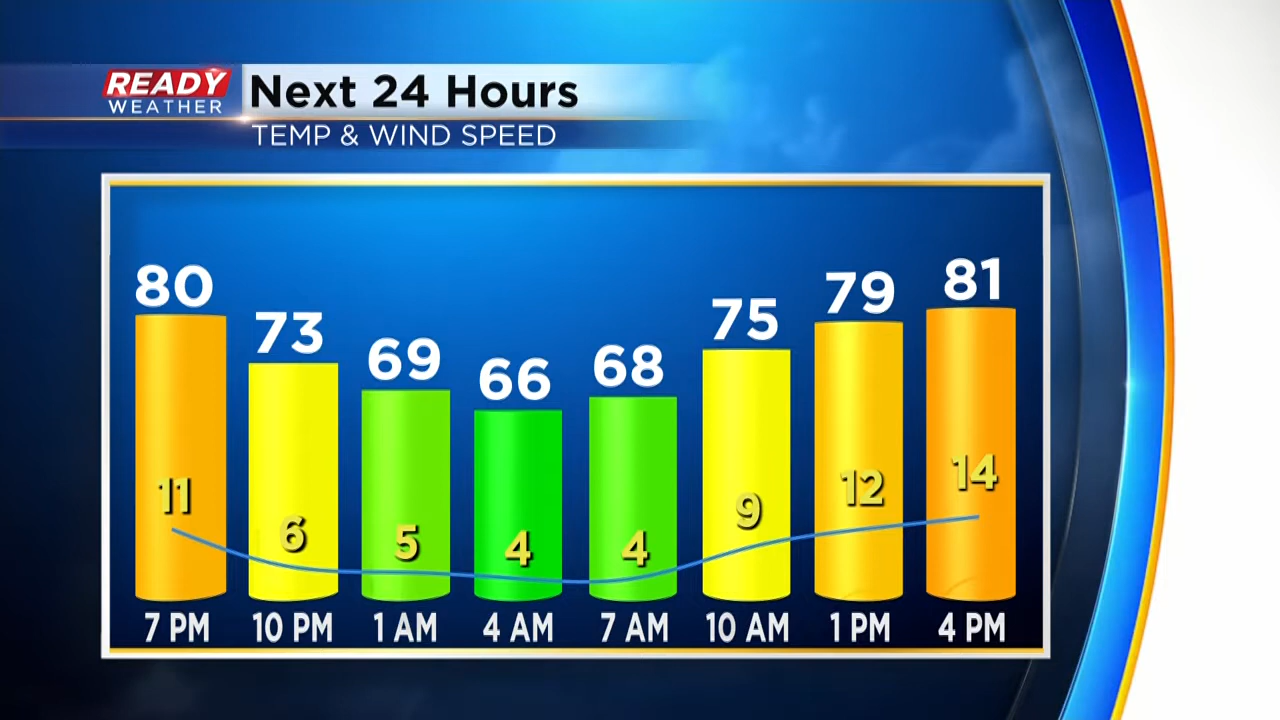 READY
WEATHER
Next 24 Hours
TEMP & WIND SPEED
80 73 69 66 68 75 79 81
11 6 5 4 4 9 12 14
7 PM 10 PM 1 AM 4 AM 7 AM 10 AM 1 PM 4 PM